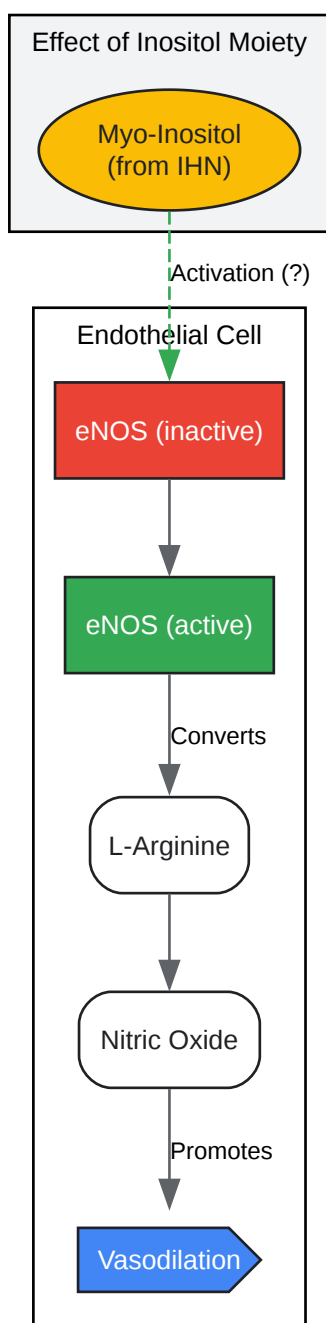 Effect of Inositol Moiety
Myo-Inositol
(from IHN)
Activation (?)
Endothelial Cell
eNOS (inactive)
eNOS (active)
Converts
L-Arginine
Nitric Oxide
Promotes
Vasodilation